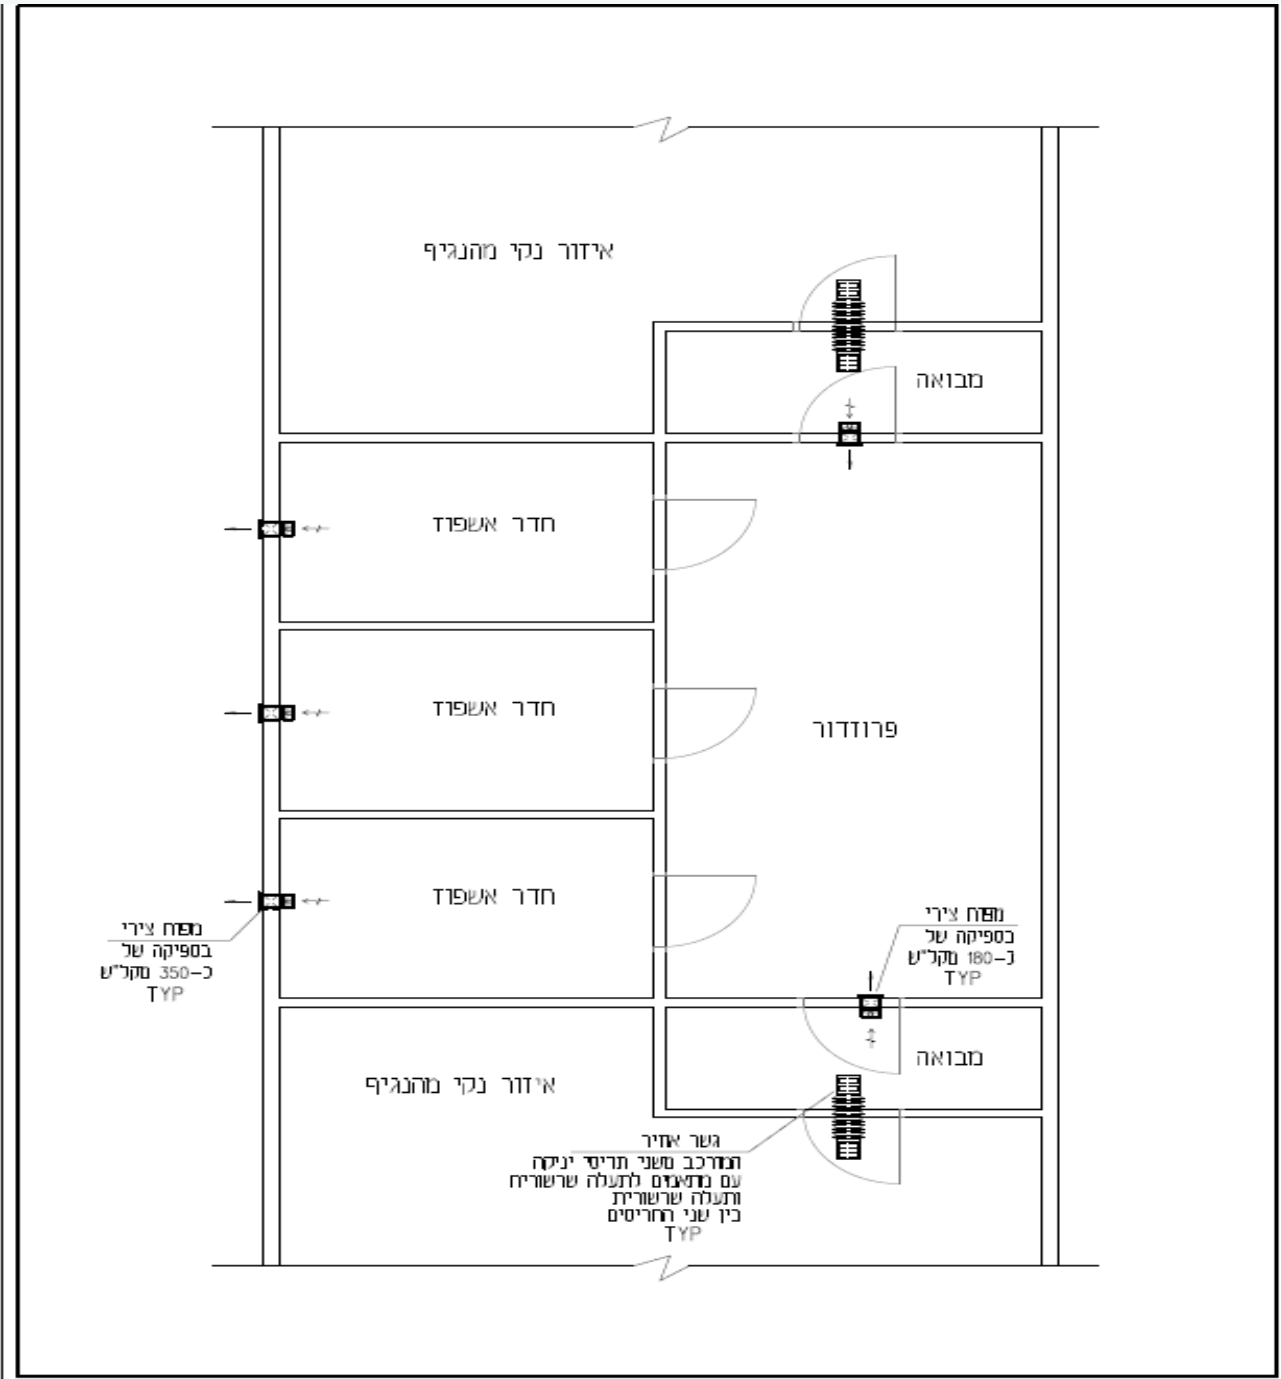 איזור נקי מהנגיף
מבואה
חדר אשפוז
חדר אשפוז
פרוזדור
חדר אשפוז
מפוח צירי
בספיקה של
כ-350 מקל"ש
TYP
מפוח צירי
בספיקה של
כ-180 מקל"ש
TYP
מבואה
איזור נקי מהנגיף
גשר אוויר
המורכב משני תריסי יניקה
עם מתאמים לתעלה שרשורית
ותעלה שרשורית
בין שני התריסים
TYP